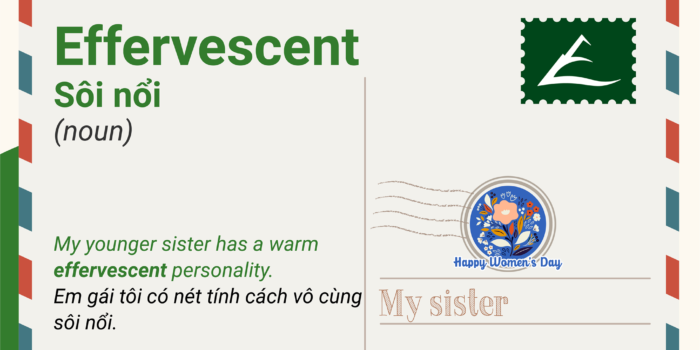 Effervescent
Sôi nổi
(noun)
My younger sister has a warm
effervescent personality.
Em gái tôi có nét tính cách vô cùng
sôi nổi.
Happy Women's Day
My sister